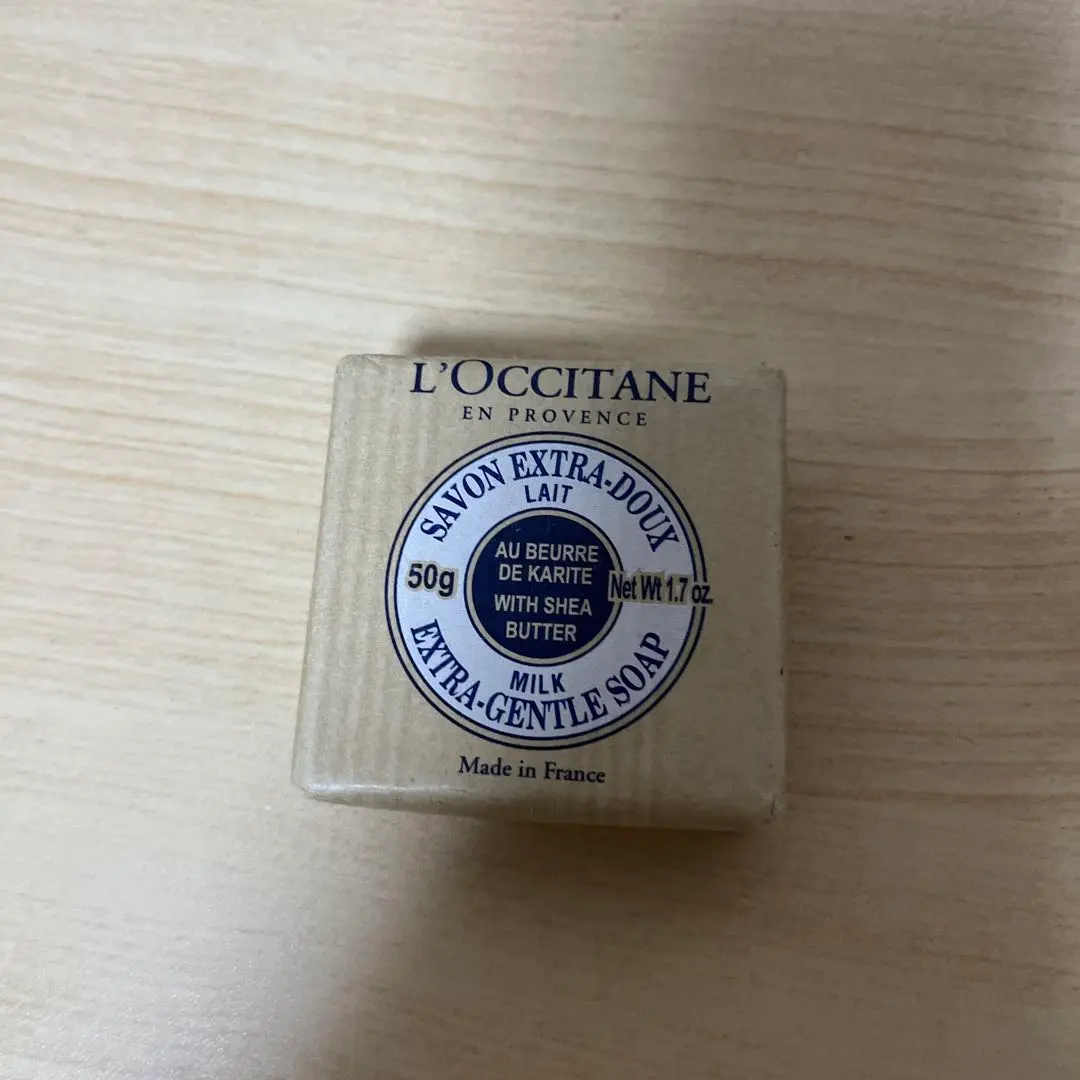 L'OCCITANE
EN PROVENCE
SAVON EXTRA-DOUX
LAIT
50g
AU BEURRE
DE KARITE
WITH SHEA
BUTTER
Net Wt 1.7 oz.
MILK
EXTRA-GENTLE SOAP
Made in France